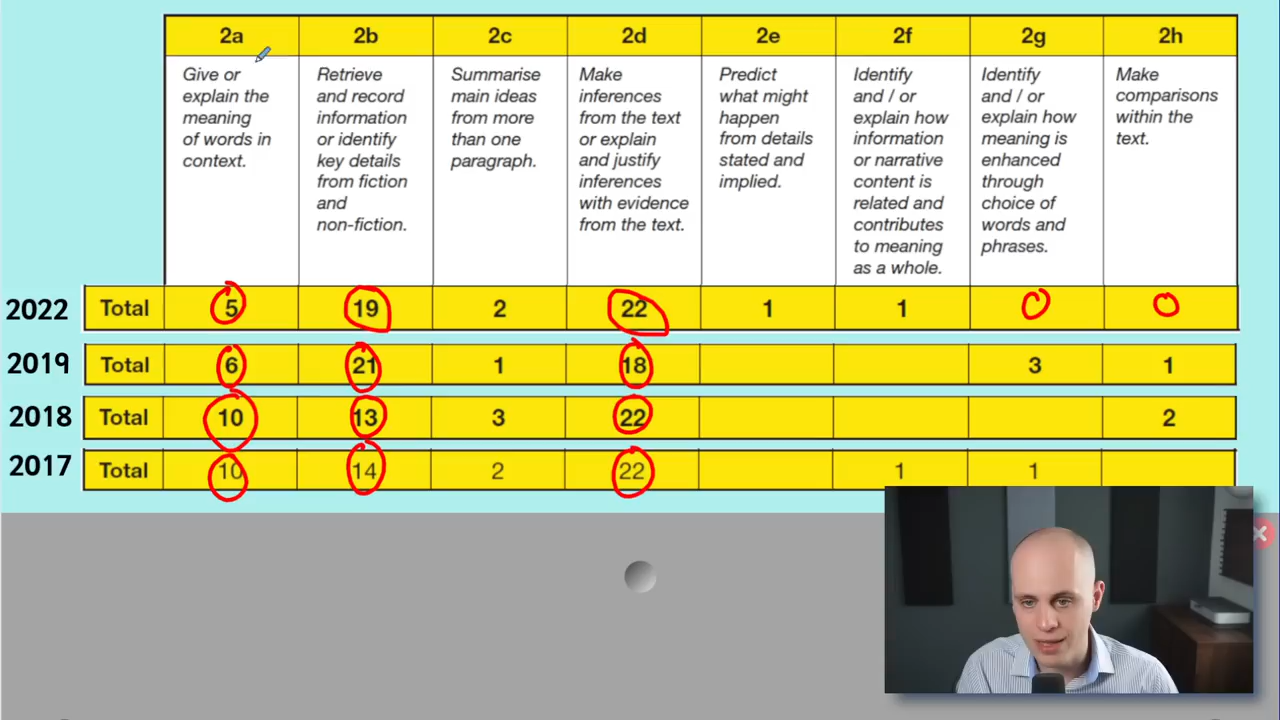 2a 2b 2c 2d 2e 2f 2g 2h
Give or
explain the
meaning
of words in
context.
Retrieve
and record
information
or identify
key details
from fiction
and
non-fiction.
Summarise
main ideas
from more
than one
paragraph.
Make
inferences
from the text
or explain
and justify
inferences
with evidence
from the text.
Predict
what might
happen
from details
stated and
implied.
Identify
and / or
explain how
information
or narrative
content is
related and
contributes
to meaning
as a whole.
Identify
and / or
explain how
meaning is
enhanced
through
choice of
words and
phrases.
Make
comparisons
within the
text.
2022 Total 5 19 2 22 1 1 0 0
2019 Total 6 21 1 18 3 1
2018 Total 10 13 3 22 2
2017 Total 10 14 2 22 1 1